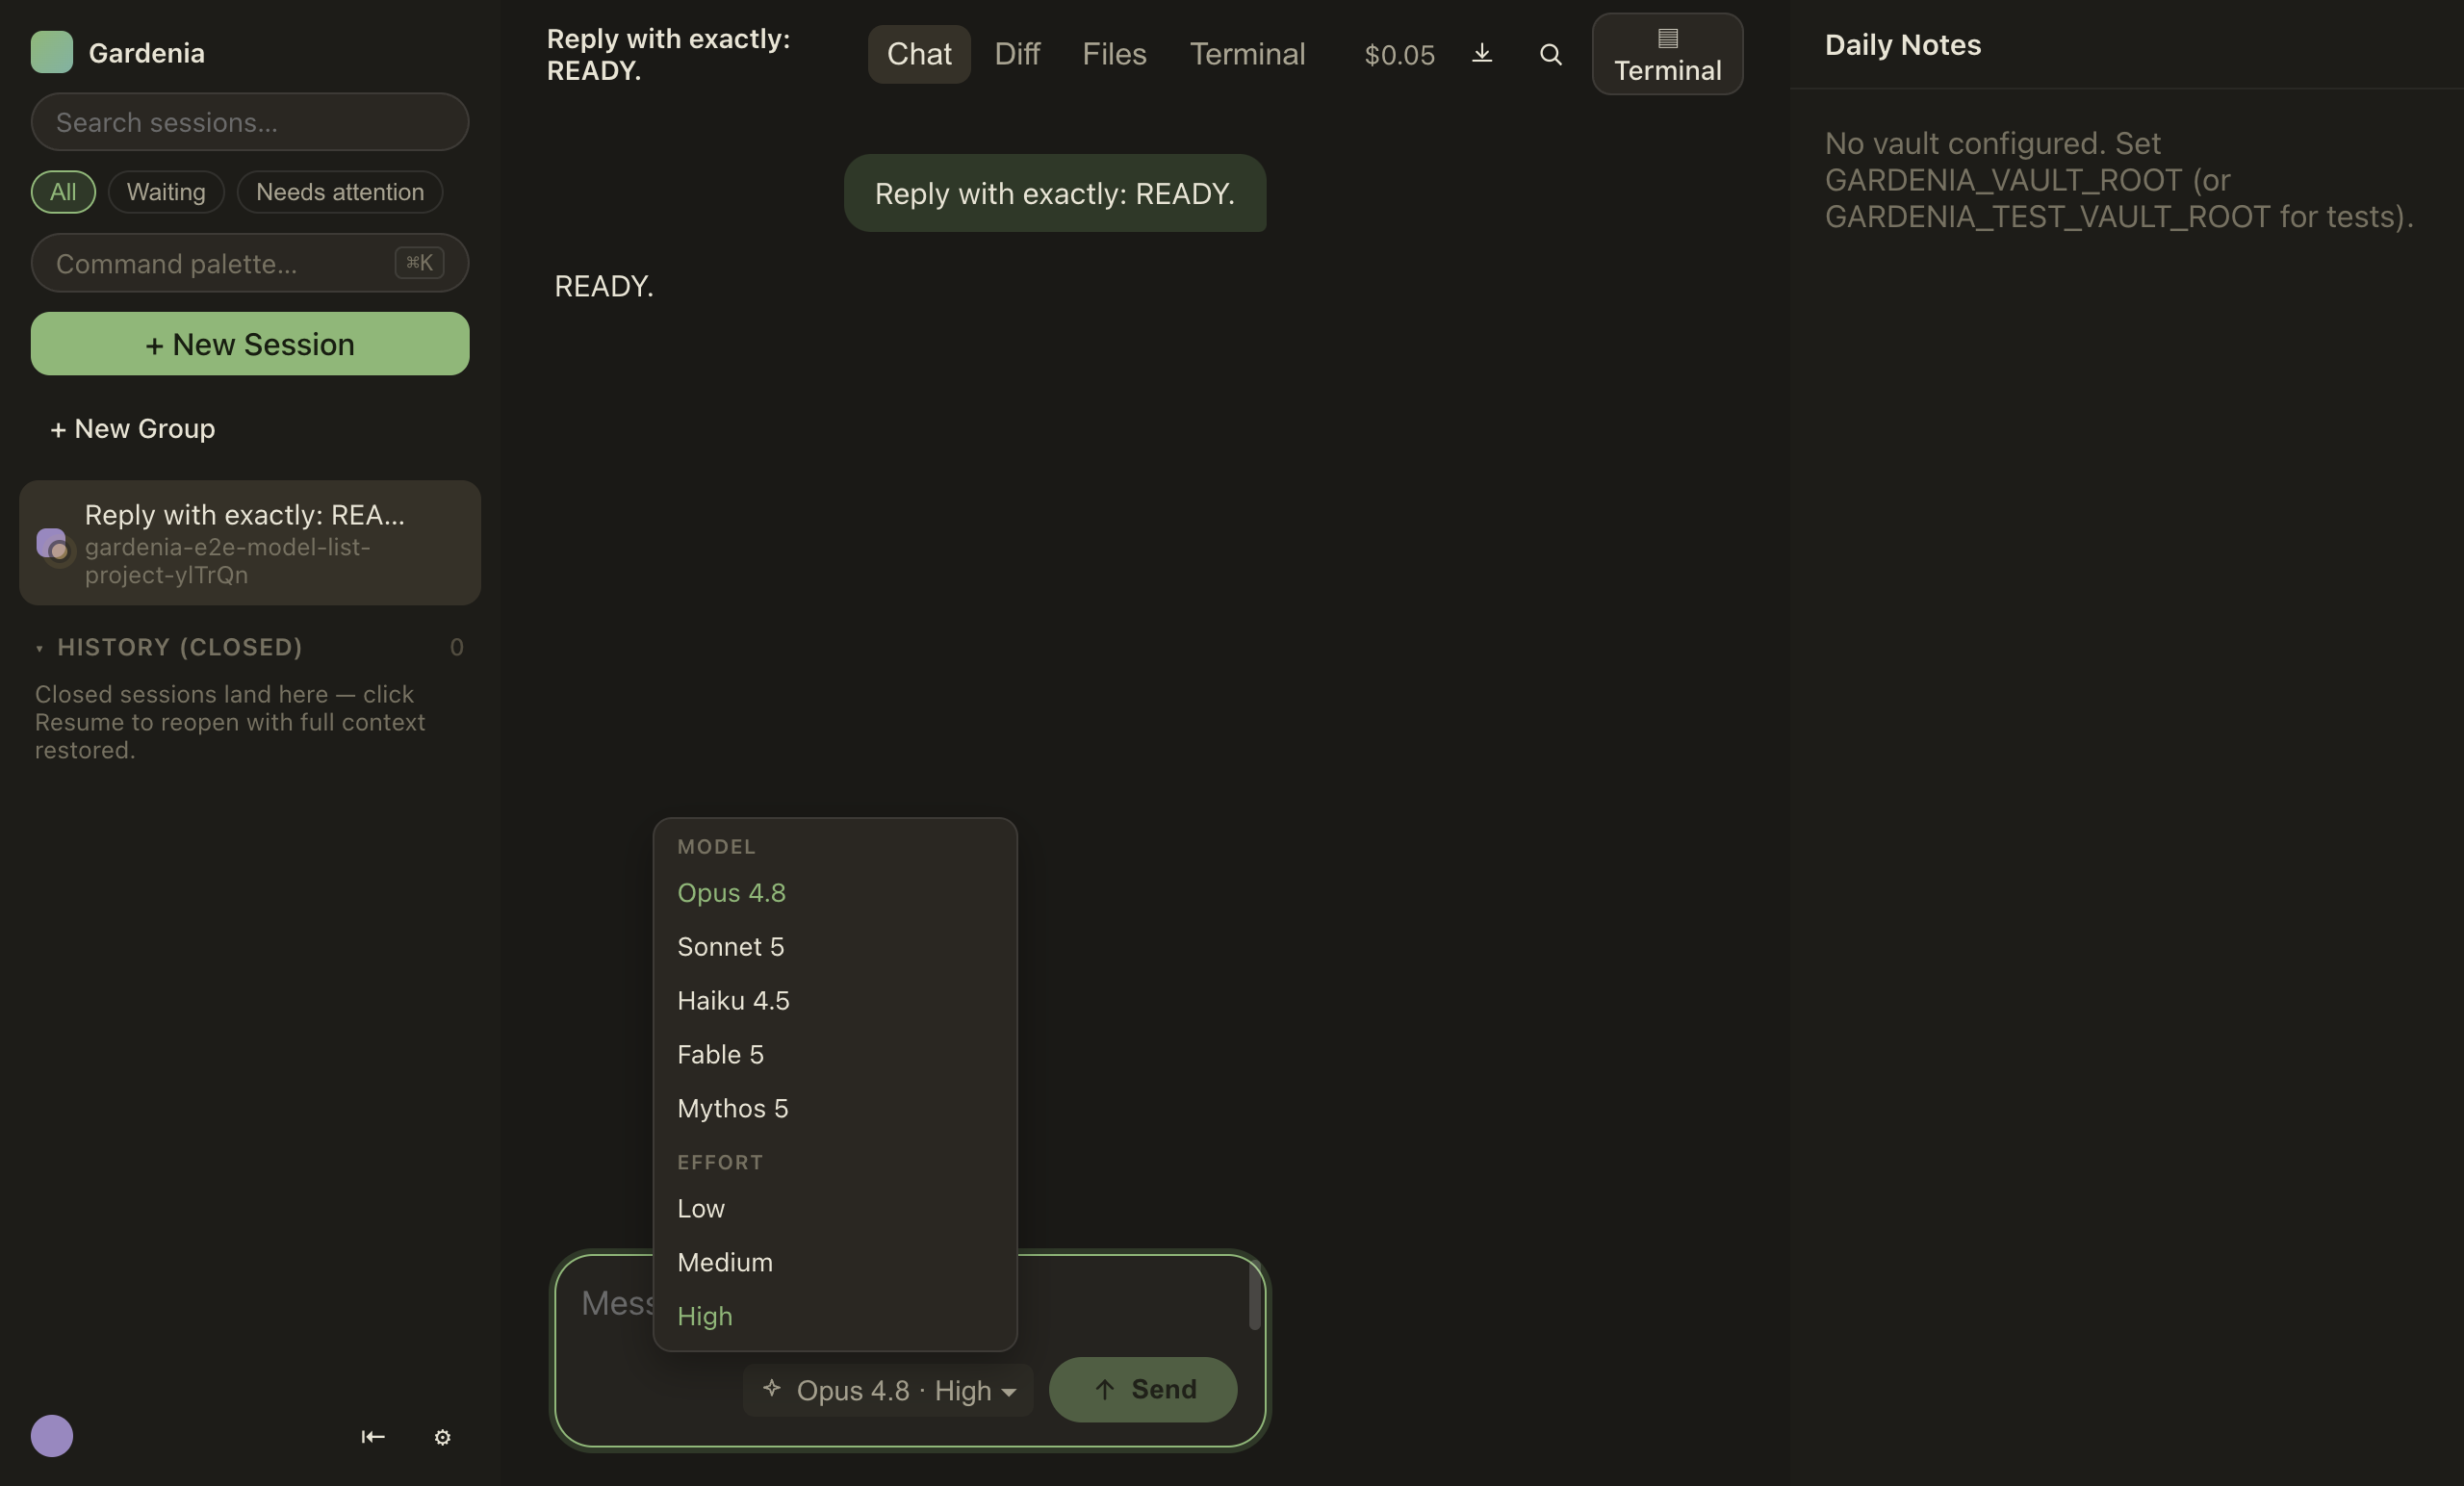 Gardenia
Search sessions...
All
Waiting
Needs attention
Command palette...
⌘K
+ New Session
+ New Group
Reply with exactly: REA...
gardenia-e2e-model-list-
project-ylTrQn
HISTORY (CLOSED)
0
Closed sessions land here — click
Resume to reopen with full context
restored.
Reply with exactly:
READY.
Chat
Diff
Files
Terminal
$0.05
Terminal
Reply with exactly: READY.
READY.
MODEL
Opus 4.8
Sonnet 5
Haiku 4.5
Fable 5
Mythos 5
EFFORT
Low
Medium
High
Mess
Opus 4.8 · High
Send
Daily Notes
No vault configured. Set
GARDENIA_VAULT_ROOT (or
GARDENIA_TEST_VAULT_ROOT for tests).